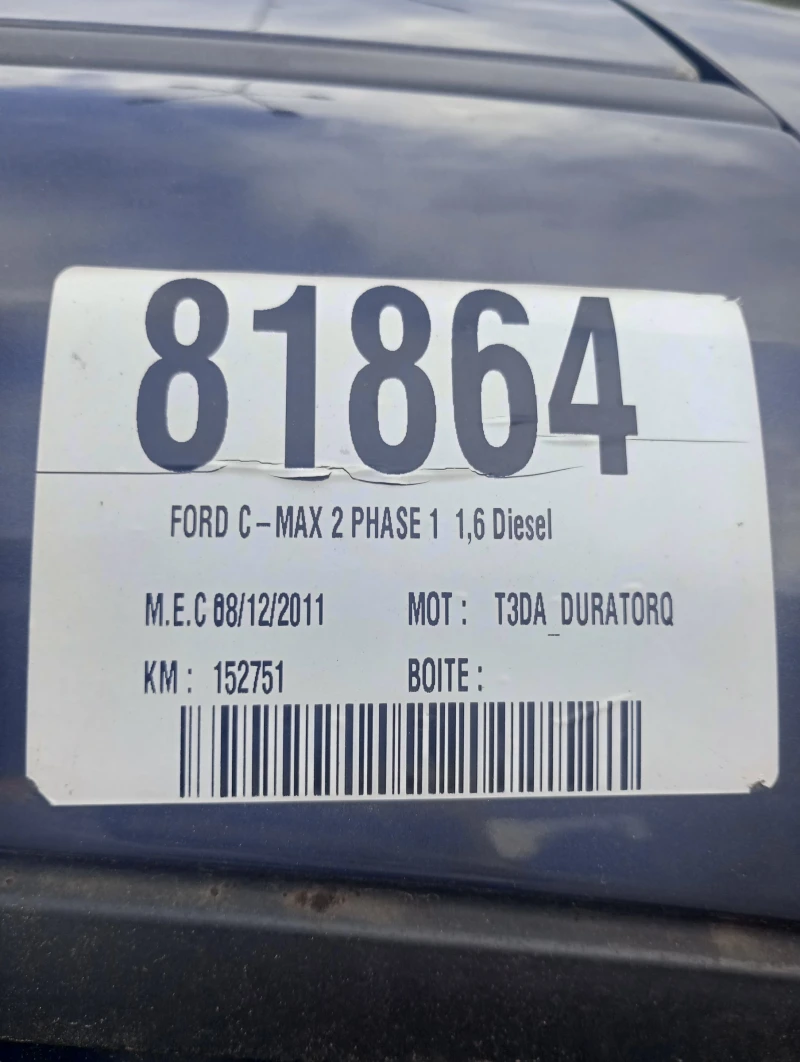 81864
FORD C-MAX 2 PHASE 1 1,6 Diesel
M.E.C 08/12/2011 MOT : T3DA_DURATORQ
KM : 152751 BOITE :